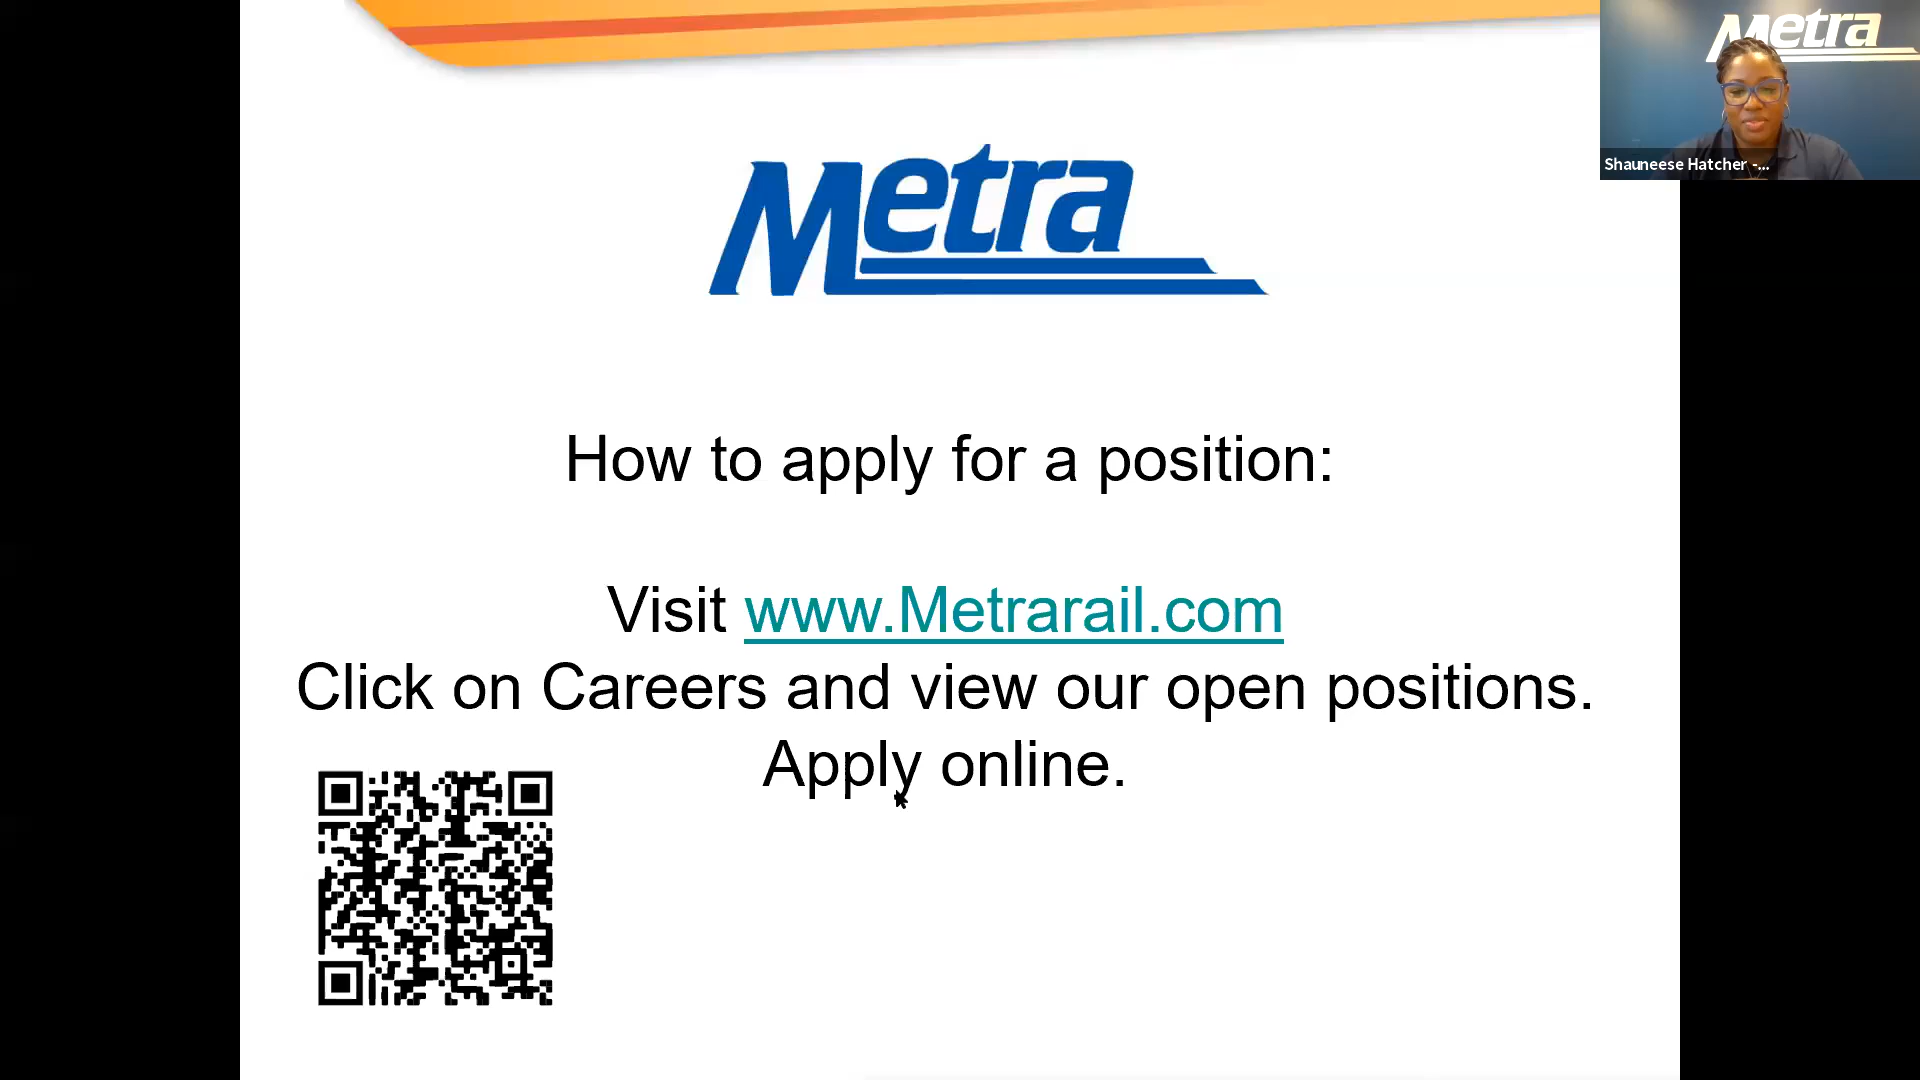 Metra
Metra
Shauneese Hatcher -...
How to apply for a position:
Visit www.Metrarail.com
Click on Careers and view our open positions.
Apply online.